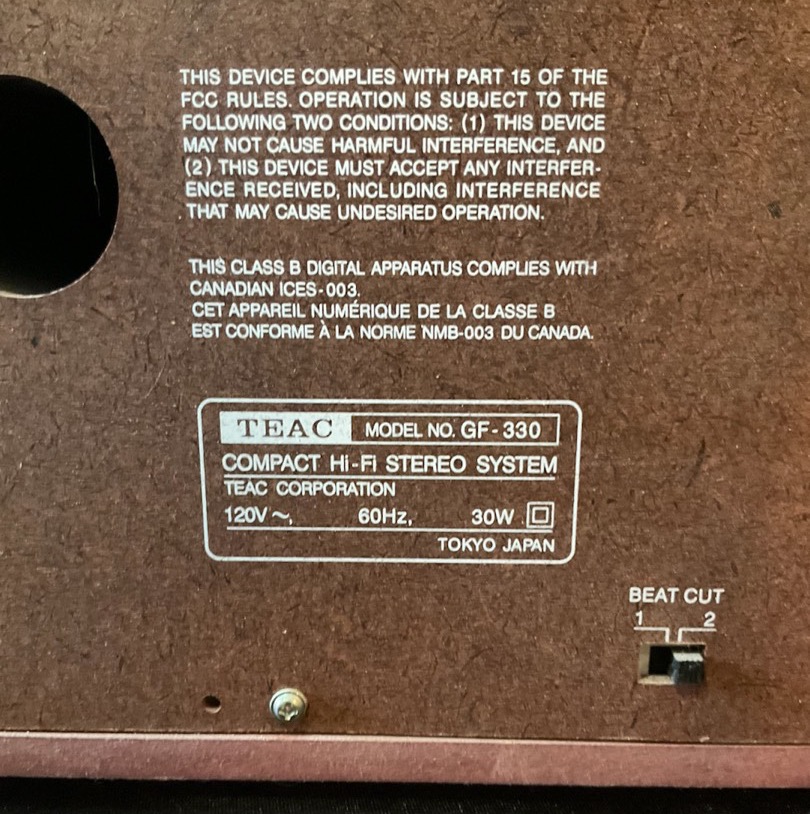 THIS DEVICE COMPLIES WITH PART 15 OF THE
FCC RULES. OPERATION IS SUBJECT TO THE
FOLLOWING TWO CONDITIONS: (1) THIS DEVICE
MAY NOT CAUSE HARMFUL INTERFERENCE, AND
(2) THIS DEVICE MUST ACCEPT ANY INTERFER-
ENCE RECEIVED, INCLUDING INTERFERENCE
THAT MAY CAUSE UNDESIRED OPERATION.
THIS CLASS B DIGITAL APPARATUS COMPLIES WITH
CANADIAN ICES-003.
CET APPAREIL NUMÉRIQUE DE LA CLASSE B
EST CONFORME À LA NORME NMB-003 DU CANADA.
TEAC MODEL NO. GF-330
COMPACT Hi-Fi STEREO SYSTEM
TEAC CORPORATION
120V~, 60Hz, 30W
TOKYO JAPAN
BEAT CUT
1 2